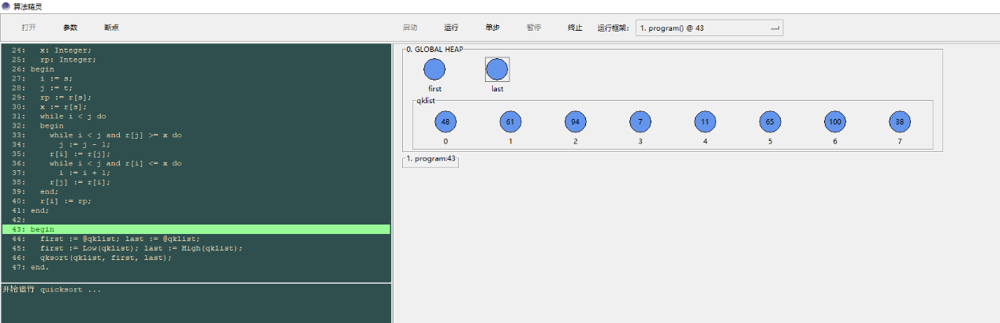 算法精灵
打开 参数 断点 启动 运行 单步 暂停 终止 运行框架: 1. program() @ 43
24: x: Integer;
25: rp: Integer;
26: begin
27: i := s;
28: j := t;
29: rp := r[s];
30: x := r[s];
31: while i < j do
32: begin
33: while i < j and r[j] >= x do
34: j := j - 1;
35: r[i] := r[j];
36: while i < j and r[i] <= x do
37: i := i + 1;
38: r[j] := r[i];
39: end;
40: r[i] := rp;
41: end;
42:
43: begin
44: first := @qklist; last := @qklist;
45: first := Low(qklist); last := High(qklist);
46: qksort(qklist, first, last);
47: end.
开始运行 quicksort ...
0. GLOBAL HEAP
first last
qklist
48 61 94 7 11 65 100 38
0 1 2 3 4 5 6 7
1. program:43